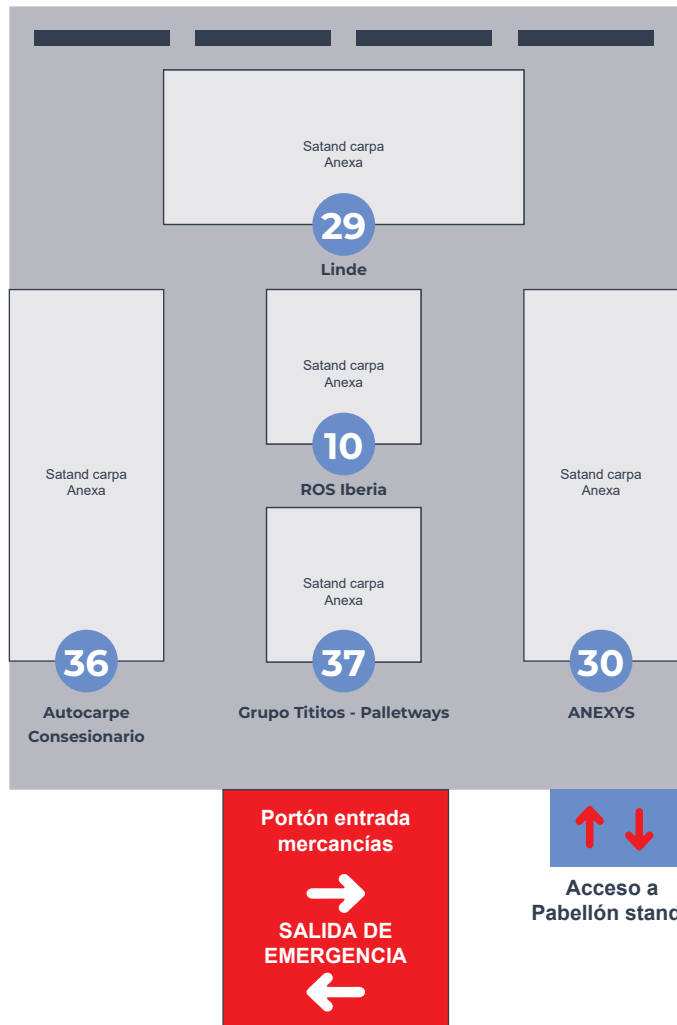 Satand carpa
Anexa
29
Linde
Satand carpa
Anexa
10
ROS Iberia
Satand carpa
Anexa
Satand carpa
Anexa
Satand carpa
Anexa
36
37
30
Autocarpe
Consesionario
Grupo Tititos - Palletways
ANEXYS
Portón entrada
mercancías
SALIDA DE
EMERGENCIA
Acceso a
Pabellón stand